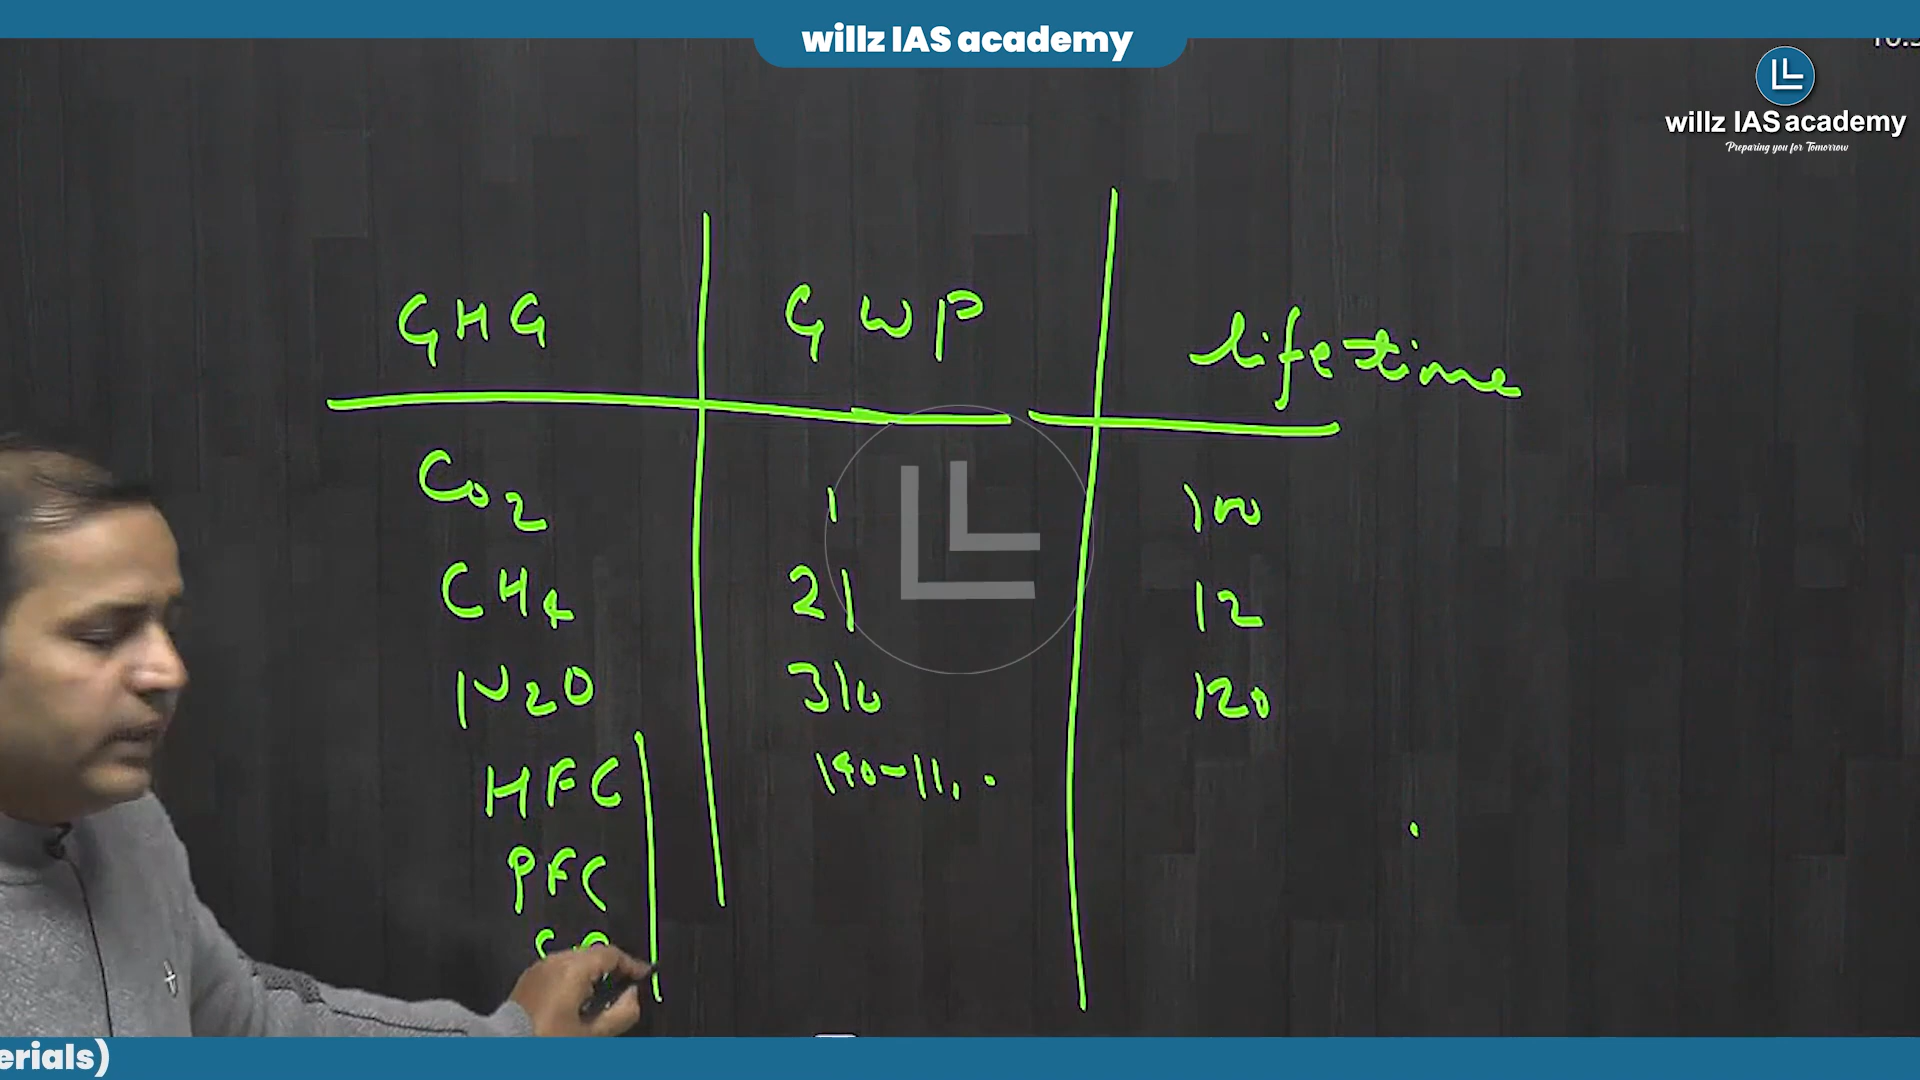 willz IAS academy
willz IAS academy
Preparing you for Tomorrow
GHG GWP lifetime
Co2 1 100
CH4 21 12
N2O 310 120
HFC 140-11,
PFC
erials)